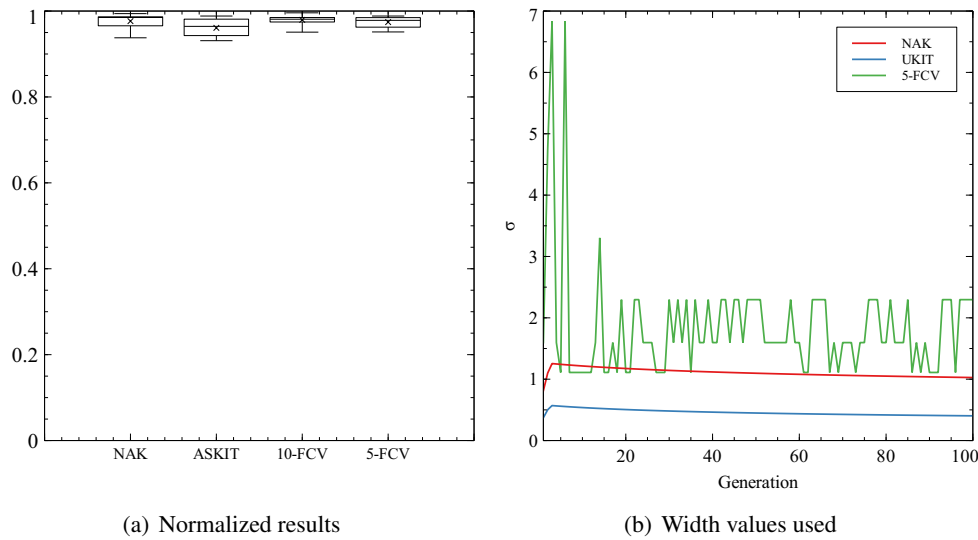 1
0.8
0.6
0.4
0.2
0
NAK ASKIT 10-FCV 5-FCV
(a) Normalized results
7
6
5
4
3
2
1
0
σ
NAK
UKIT
5-FCV
20 40 60 80 100
Generation
(b) Width values used